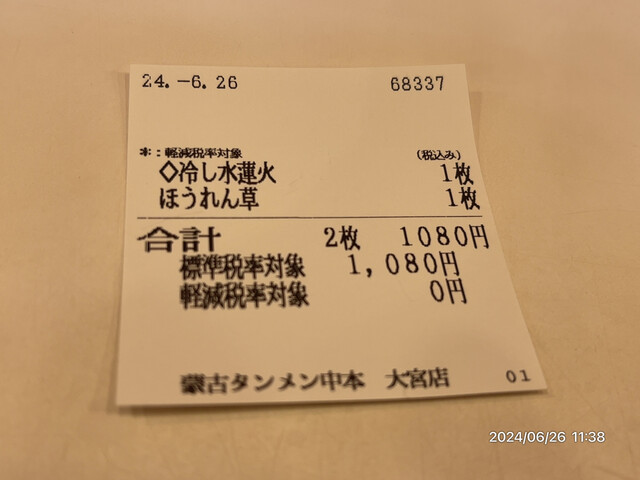 24.-6.26 68337
*:軽減税率対象 (税込み)
◇冷し水蓮火 1枚
ほうれん草 1枚
合計 2枚 1080円
標準税率対象 1,080円
軽減税率対象 0円
蒙古タンメン中本 大宮店 01
2024/06/26 11:38